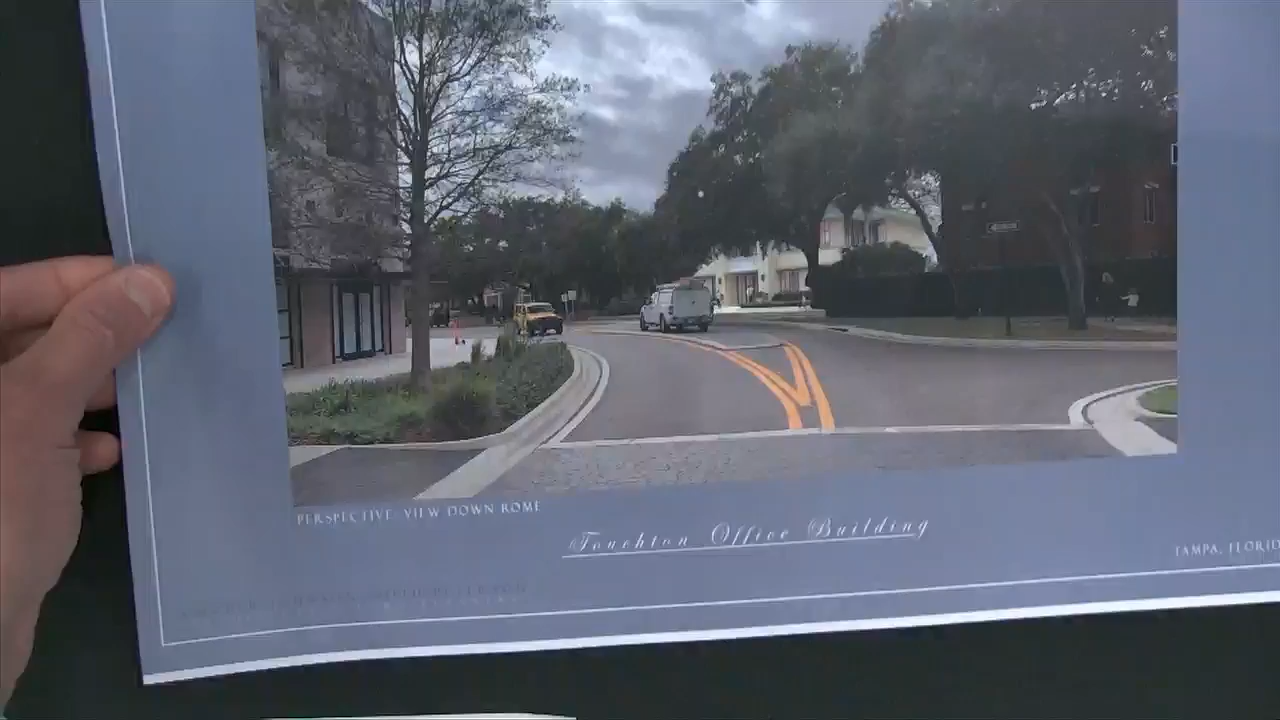 PERSPECTIVE: VIEW DOWN ROME
Touchton Office Building
TAMPA, FLORID